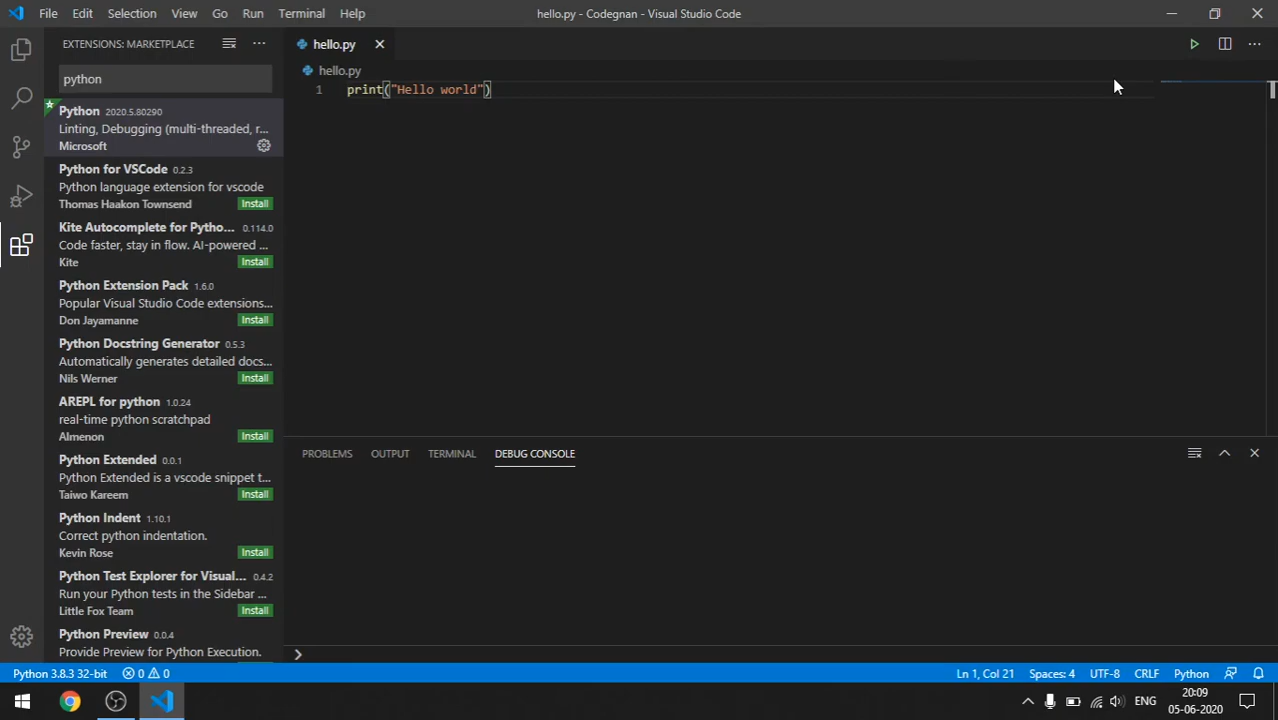 File Edit Selection View Go Run Terminal Help hello.py - Codegnan - Visual Studio Code
EXTENSIONS: MARKETPLACE
python
Python 2020.5.80290
Linting, Debugging (multi-threaded, r...
Microsoft
Python for VSCode 0.2.3
Python language extension for vscode
Thomas Haakon Townsend Install
Kite Autocomplete for Pytho... 0.114.0
Code faster, stay in flow. AI-powered ...
Kite Install
Python Extension Pack 1.6.0
Popular Visual Studio Code extensions...
Don Jayamanne Install
Python Docstring Generator 0.5.3
Automatically generates detailed docs...
Nils Werner Install
AREPL for python 1.0.24
real-time python scratchpad
Almenon Install
Python Extended 0.0.1
Python Extended is a vscode snippet t...
Taiwo Kareem Install
Python Indent 1.10.1
Correct python indentation.
Kevin Rose Install
Python Test Explorer for Visual... 0.4.2
Run your Python tests in the Sidebar ...
Little Fox Team Install
Python Preview 0.0.4
Provide Preview for Python Execution.
hello.py
hello.py
1 print("Hello world")
PROBLEMS OUTPUT TERMINAL DEBUG CONSOLE
Python 3.8.3 32-bit 0 0 Ln 1, Col 21 Spaces: 4 UTF-8 CRLF Python
ENG
20:09
05-06-2020